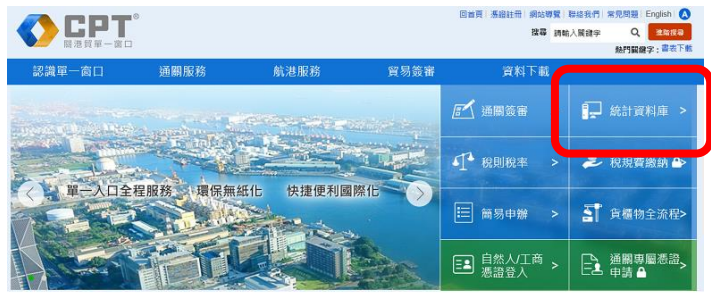 回首頁 | 憑證註冊 | 網站導覽 | 聯絡我們 | 常見問題 | English | A
CPT®
關港貿單一窗口
搜尋 請輸入關鍵字 進階搜尋
熱門關鍵字：書表下載
認識單一窗口 通關服務 航港服務 貿易簽審 資料下載
通關簽審 統計資料庫 >
稅則稅率 > 稅規費繳納 >
單一入口全程服務 環保無紙化 快捷便利國際化
簡易申辦 > 貨櫃物全流程>
自然人/工商憑證登入 > 通關專屬憑證申請 >